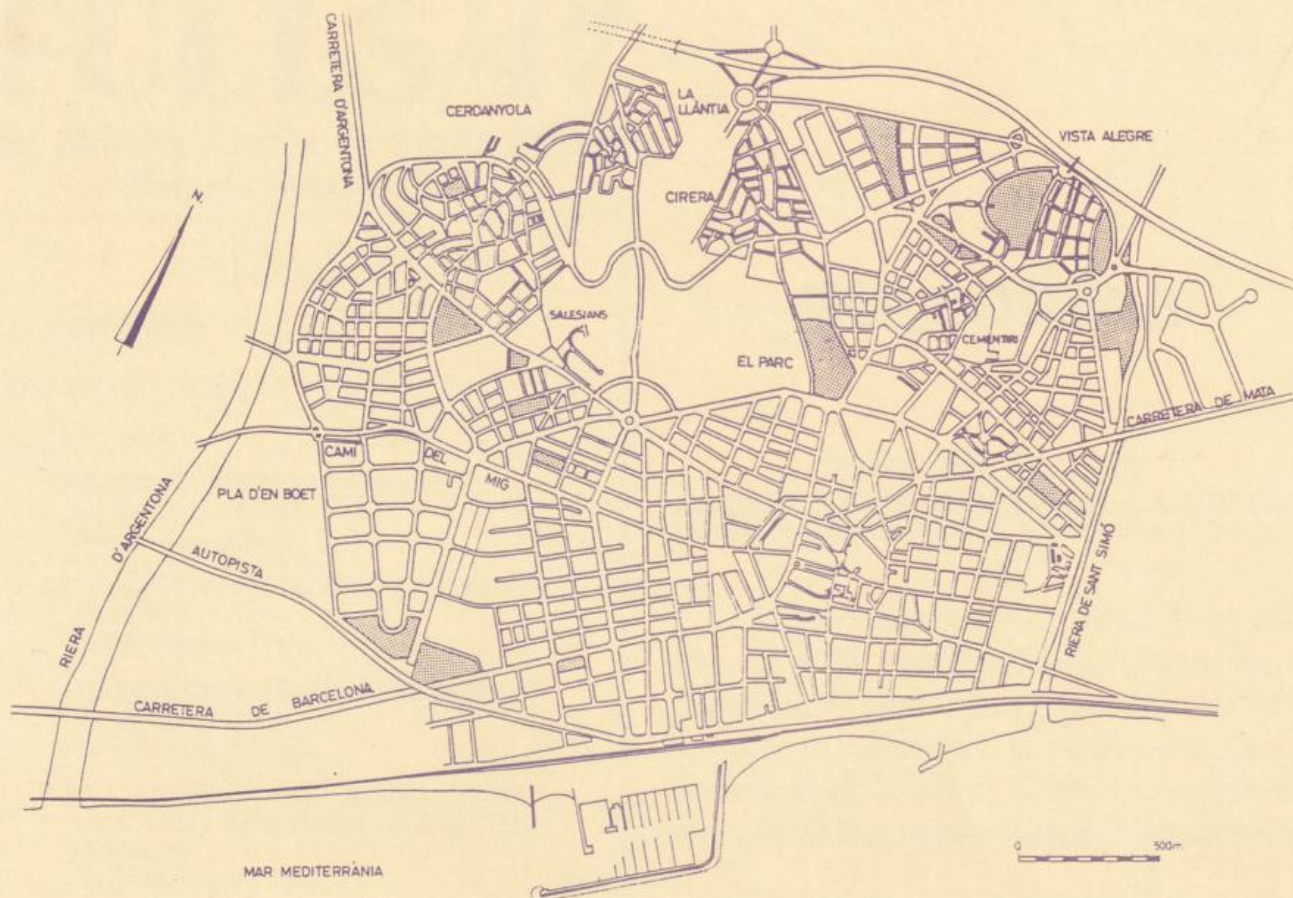 CARRETERA D'ARGENTONA
CERDANYOLA
LA
LLÀNTIA
VISTA ALEGRE
N.
CIRERA
SALESIANS
EL PARC
CEMENTIRI
CARRETERA DE MATA
CAMÍ DEL MIG
PLA D'EN BOET
RIERA D'ARGENTONA
AUTOPISTA
RIERA DE SANT SIMÓ
CARRETERA DE BARCELONA
MAR MEDITERRÀNIA
0 500m.